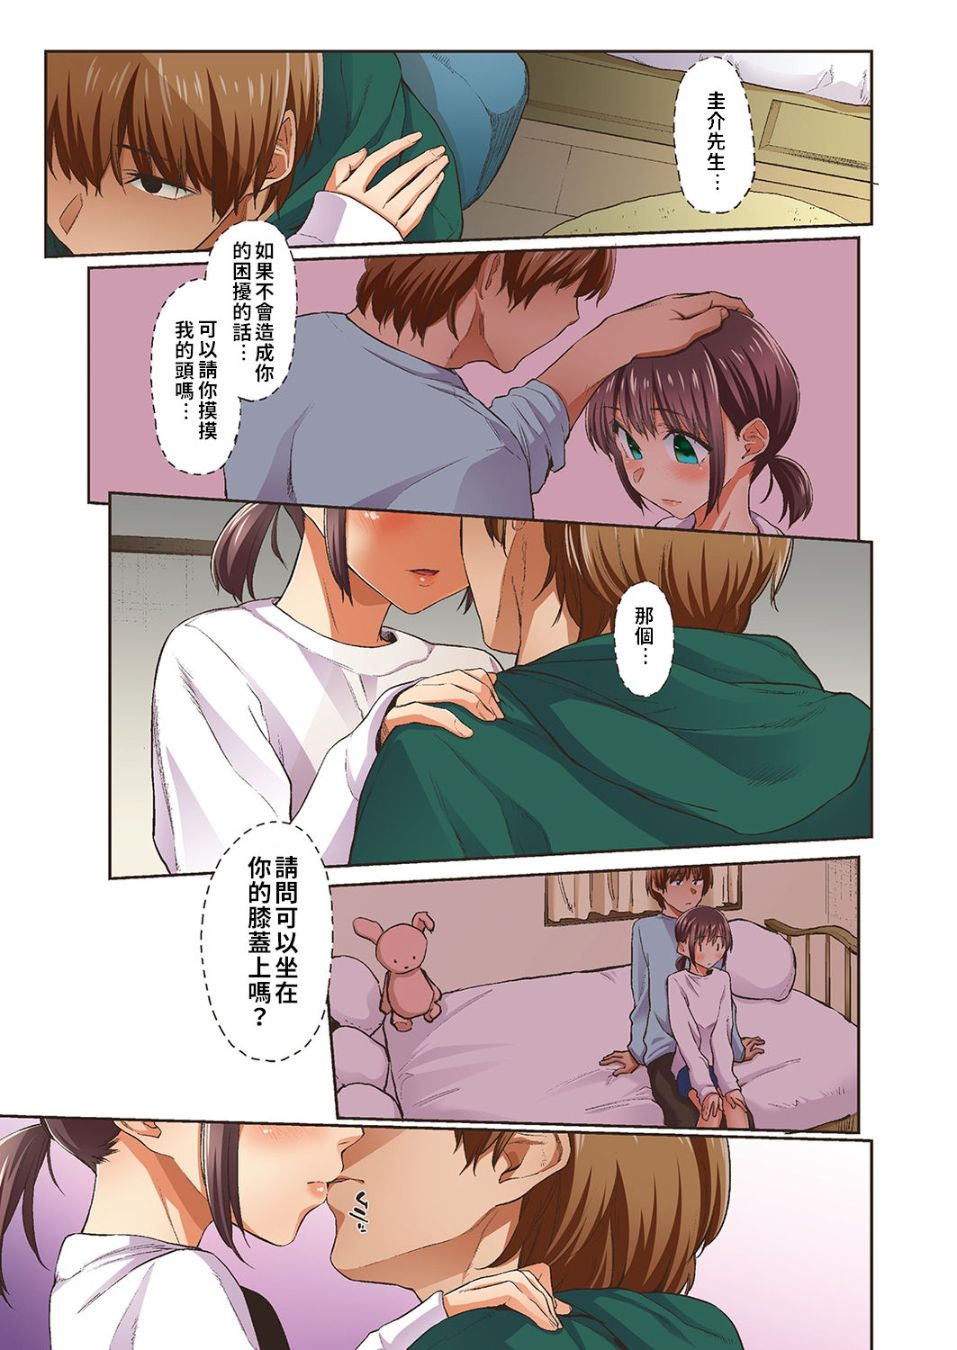 圭介先生…
如果不會造成你
的困擾的話…
可以請你摸摸
我的頭嗎…
那個…
請問可以坐在
你的膝蓋上嗎？